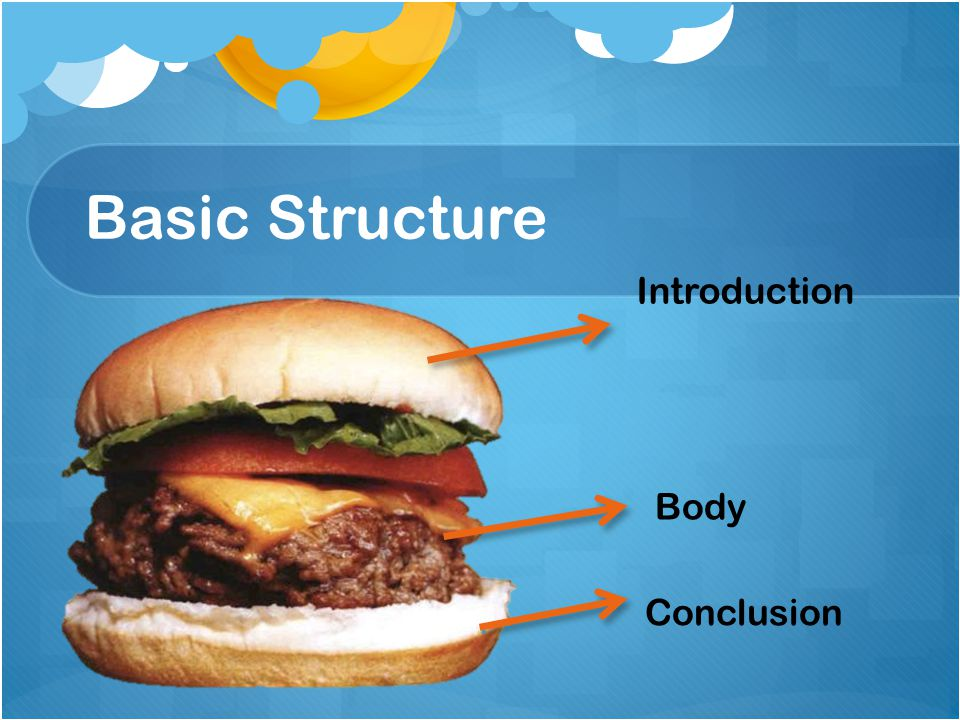 Basic Structure
Introduction
Body
Conclusion